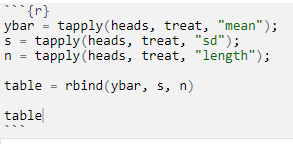 ```{r}
ybar = tapply(heads, treat, "mean");
s = tapply(heads, treat, "sd");
n = tapply(heads, treat, "length");
table = rbind(ybar, s, n)
table
```